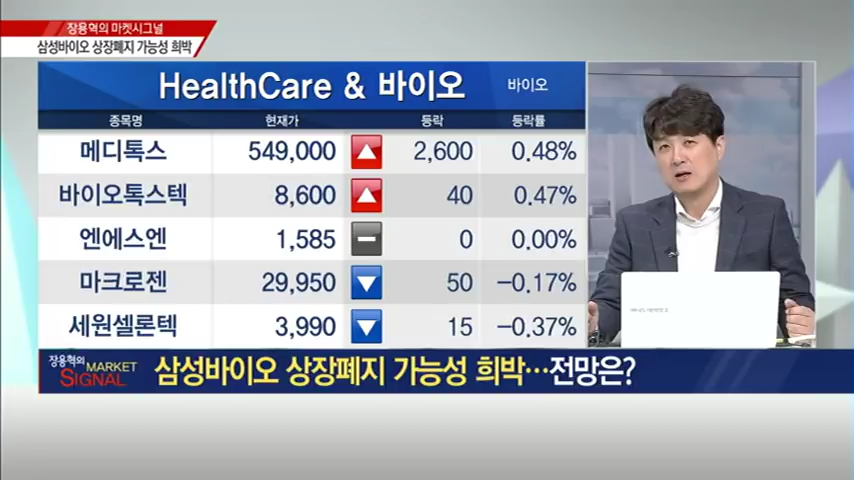 장용혁의 마켓시그널
삼성바이오 상장폐지 가능성 희박
HealthCare & 바이오 바이오
종목명 현재가 등락 등락률
메디톡스 549,000 2,600 0.48%
바이오톡스텍 8,600 40 0.47%
엔에스엔 1,585 0 0.00%
마크로젠 29,950 50 -0.17%
세원셀론텍 3,990 15 -0.37%
장용혁의 MARKET
SIGNAL
삼성바이오 상장폐지 가능성 희박…전망은?